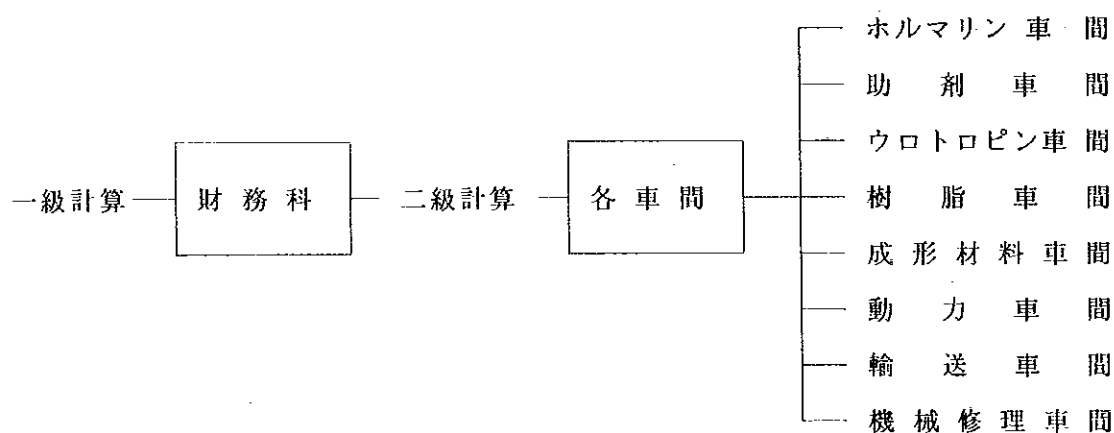 ホルマリン車間
助剤車間
ウロトロピン車間
一級計算 財務科 二級計算 各車間 樹脂車間
成形材料車間
動力車間
輸送車間
機械修理車間